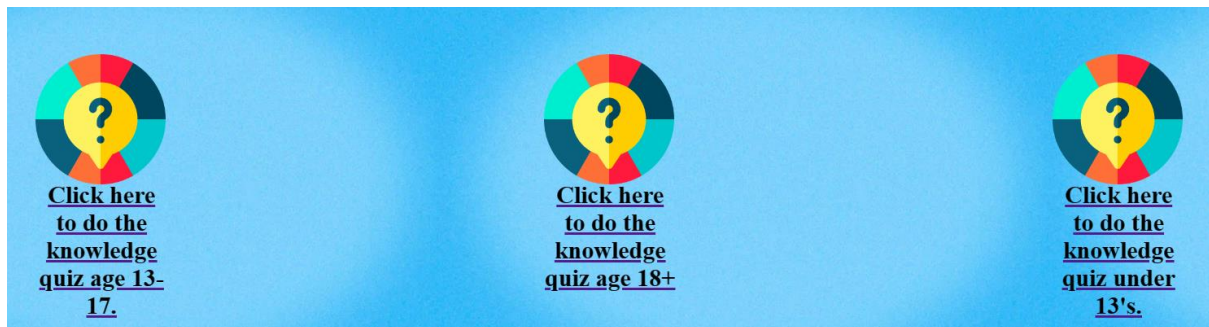 Click here
to do the
knowledge
quiz age 13-
17.
Click here
to do the
knowledge
quiz age 18+
Click here
to do the
knowledge
quiz under
13's.